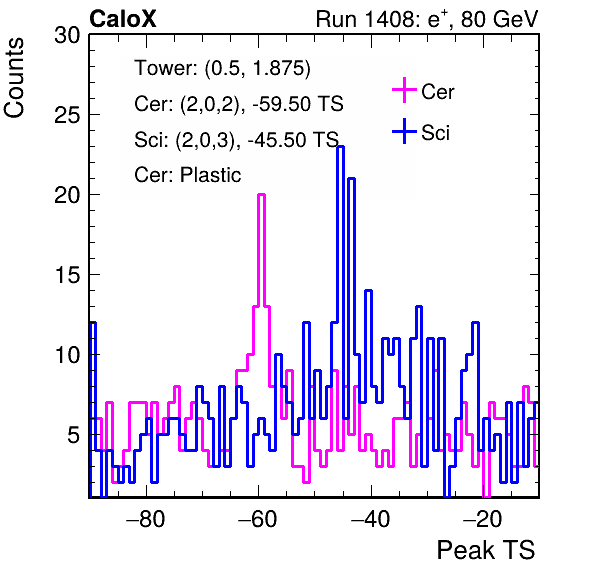 CaloX Run 1408: e⁺, 80 GeV
Counts
30
25
20
15
10
5
Tower: (0.5, 1.875)
Cer: (2,0,2), -59.50 TS
Sci: (2,0,3), -45.50 TS
Cer: Plastic
Cer
Sci
−80 −60 −40 −20
Peak TS